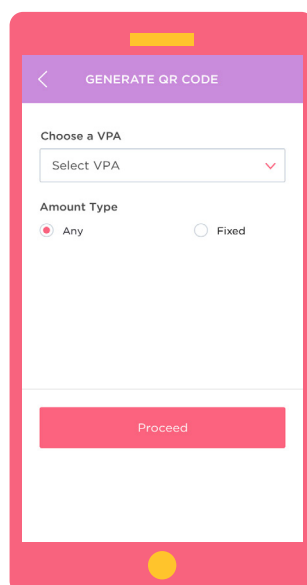 GENERATE QR CODE
Choose a VPA
Select VPA
Amount Type
Any Fixed
Proceed